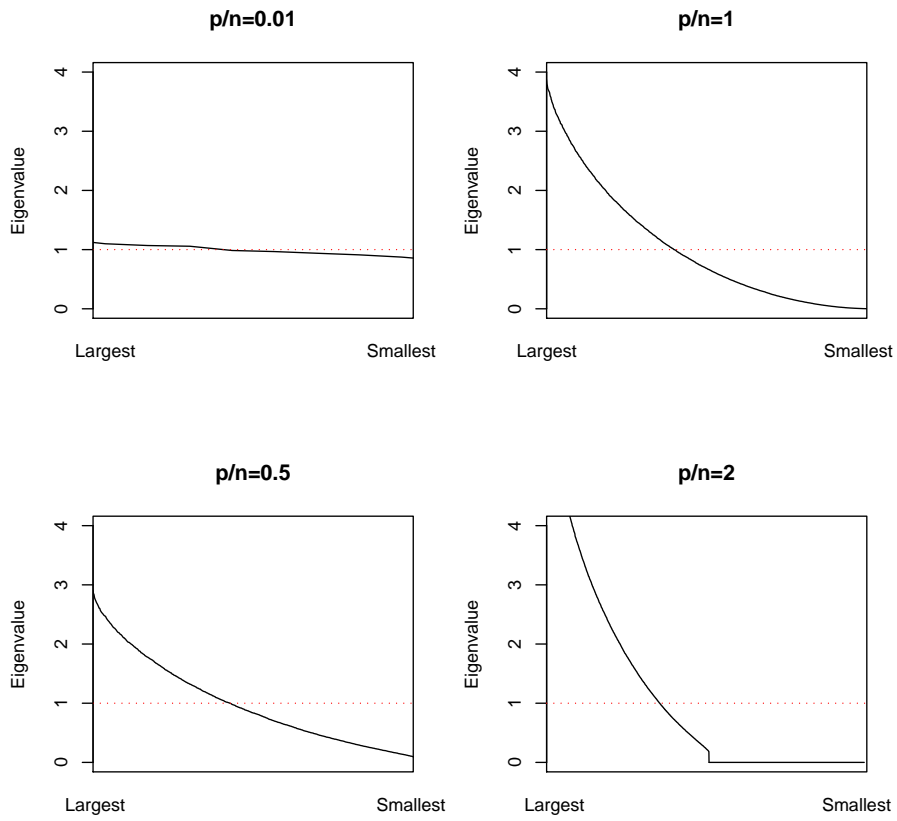 p/n=0.01
Eigenvalue
4
3
2
1
0
Largest Smallest
p/n=1
Eigenvalue
4
3
2
1
0
Largest Smallest
p/n=0.5
Eigenvalue
4
3
2
1
0
Largest Smallest
p/n=2
Eigenvalue
4
3
2
1
0
Largest Smallest